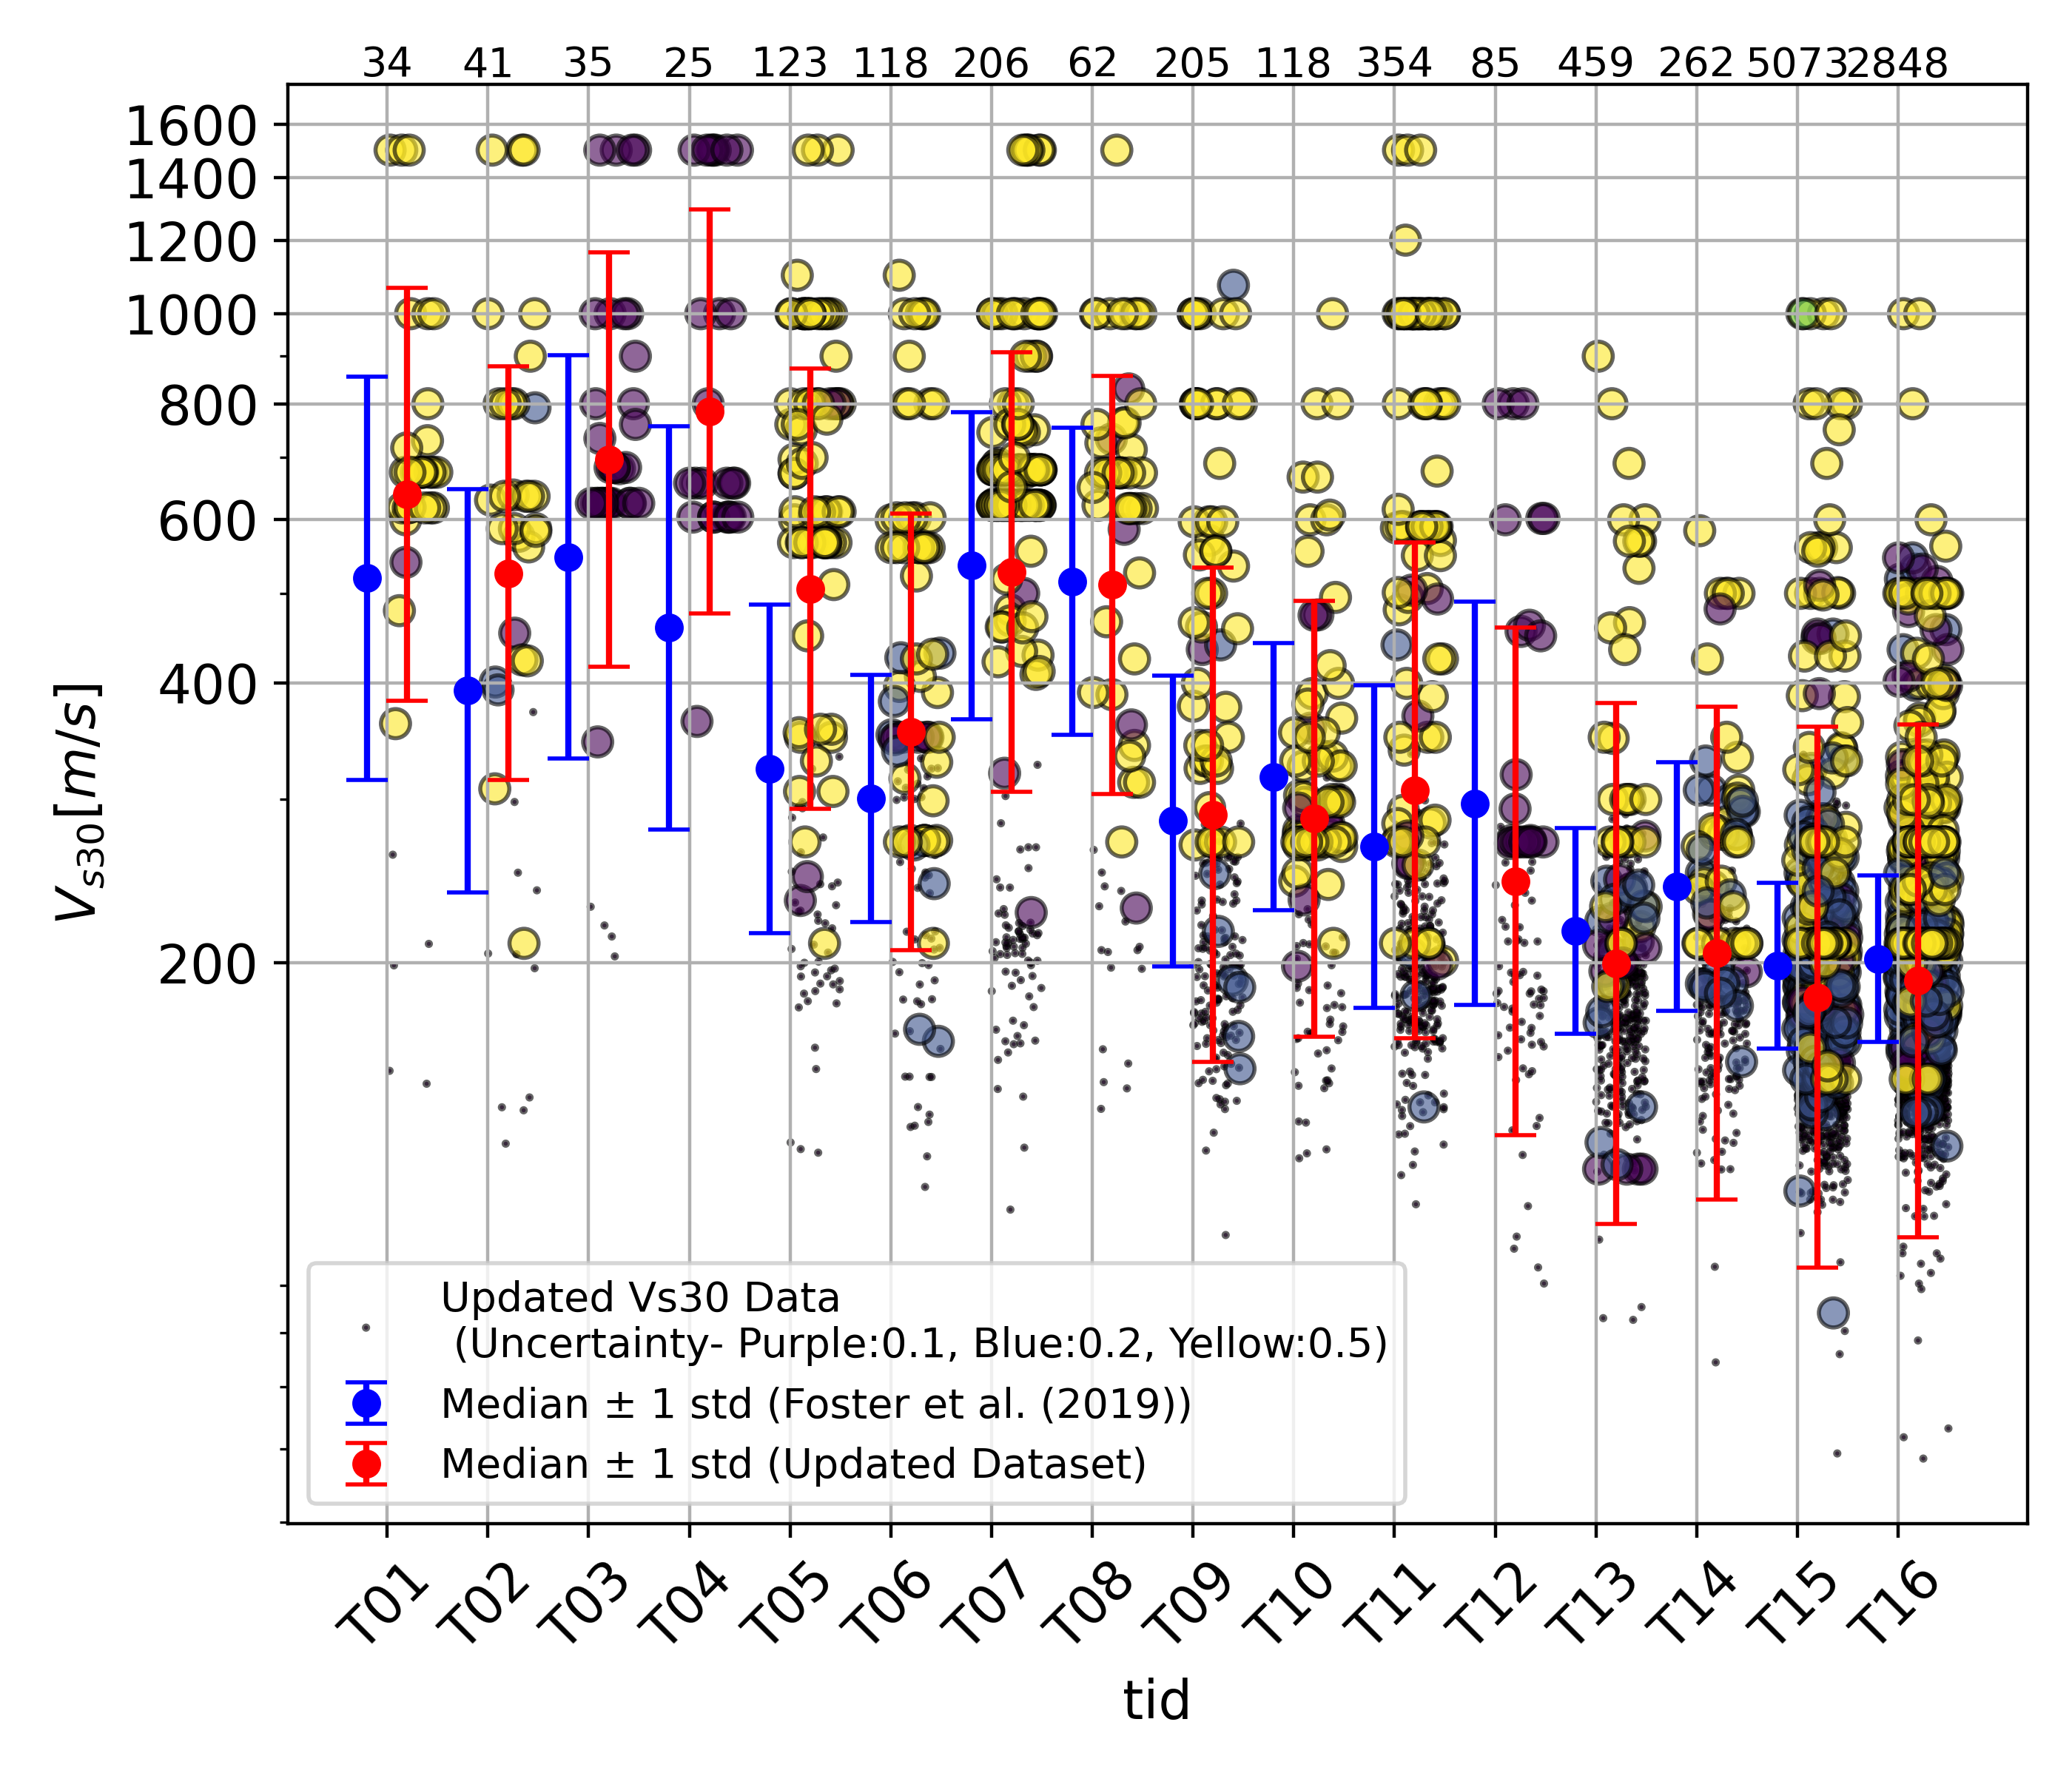 34 41 35 25 123 118 206 62 205 118 354 85 459 262 5073 2848
1600
1400
1200
1000
800
600
400
200
Vs30[m/s]
Updated Vs30 Data
(Uncertainty- Purple:0.1, Blue:0.2, Yellow:0.5)
Median ± 1 std (Foster et al. (2019))
Median ± 1 std (Updated Dataset)
T01 T02 T03 T04 T05 T06 T07 T08 T09 T10 T11 T12 T13 T14 T15 T16
tid